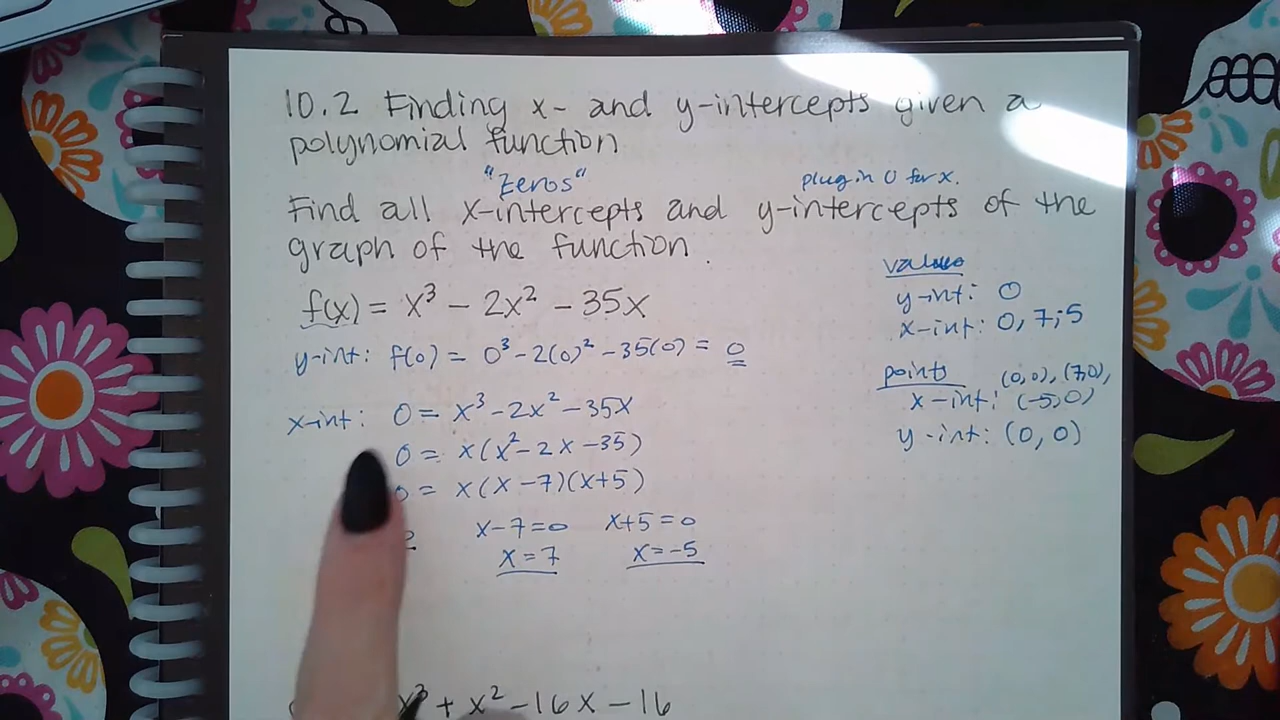 10.2 Finding x- and y-intercepts given a
polynomial function
"Zeros"
plug in 0 for x.
Find all x-intercepts and y-intercepts of the
graph of the function.
f(x) = x³ - 2x² - 35x
y-int: f(0) = 0³ - 2(0)² - 35(0) = 0
x-int: 0 = x³ - 2x² - 35x
0 = x(x² - 2x - 35)
0 = x(x - 7)(x + 5)
x - 7 = 0 x + 5 = 0
x = 7 x = -5
values
y-int: 0
x-int: 0, 7, -5
points (0, 0), (7, 0),
x-int: (-5, 0)
y-int: (0, 0)
x³ + x² - 16x - 16